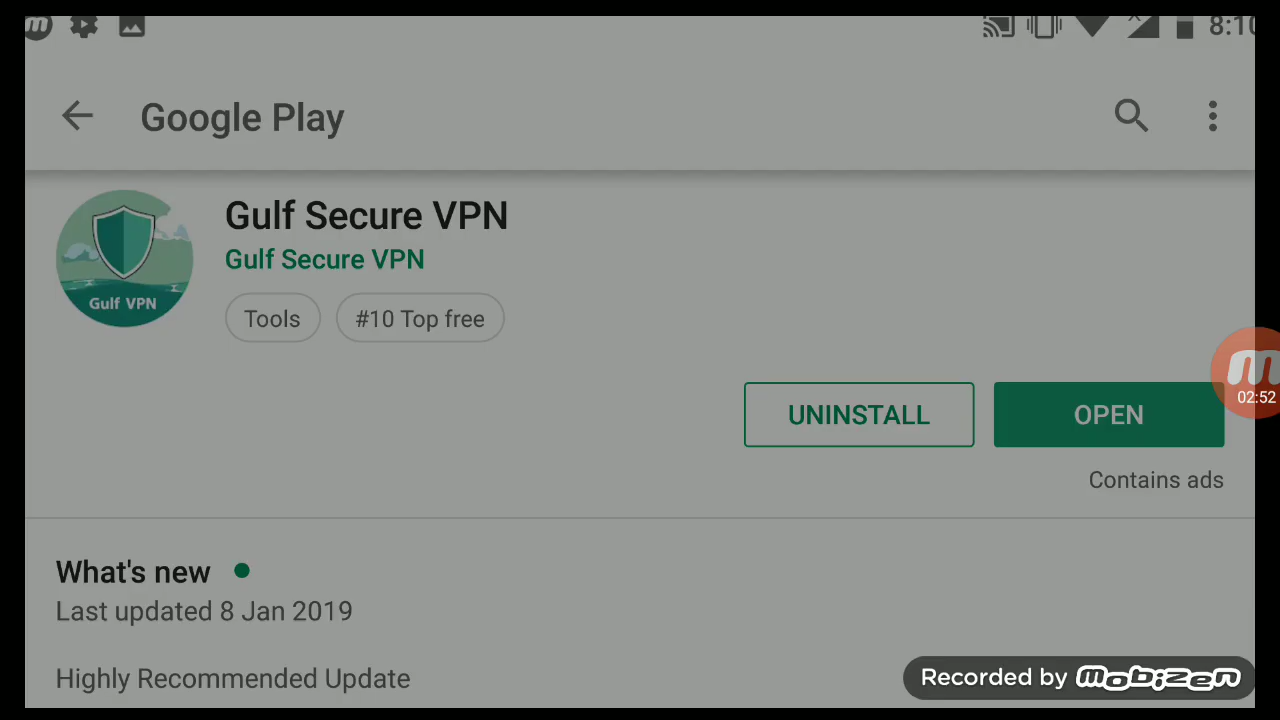 8:10
Google Play
Gulf Secure VPN
Gulf Secure VPN
Gulf VPN
Tools
#10 Top free
UNINSTALL
OPEN
02:52
Contains ads
What's new
Last updated 8 Jan 2019
Highly Recommended Update
Recorded by mobizen